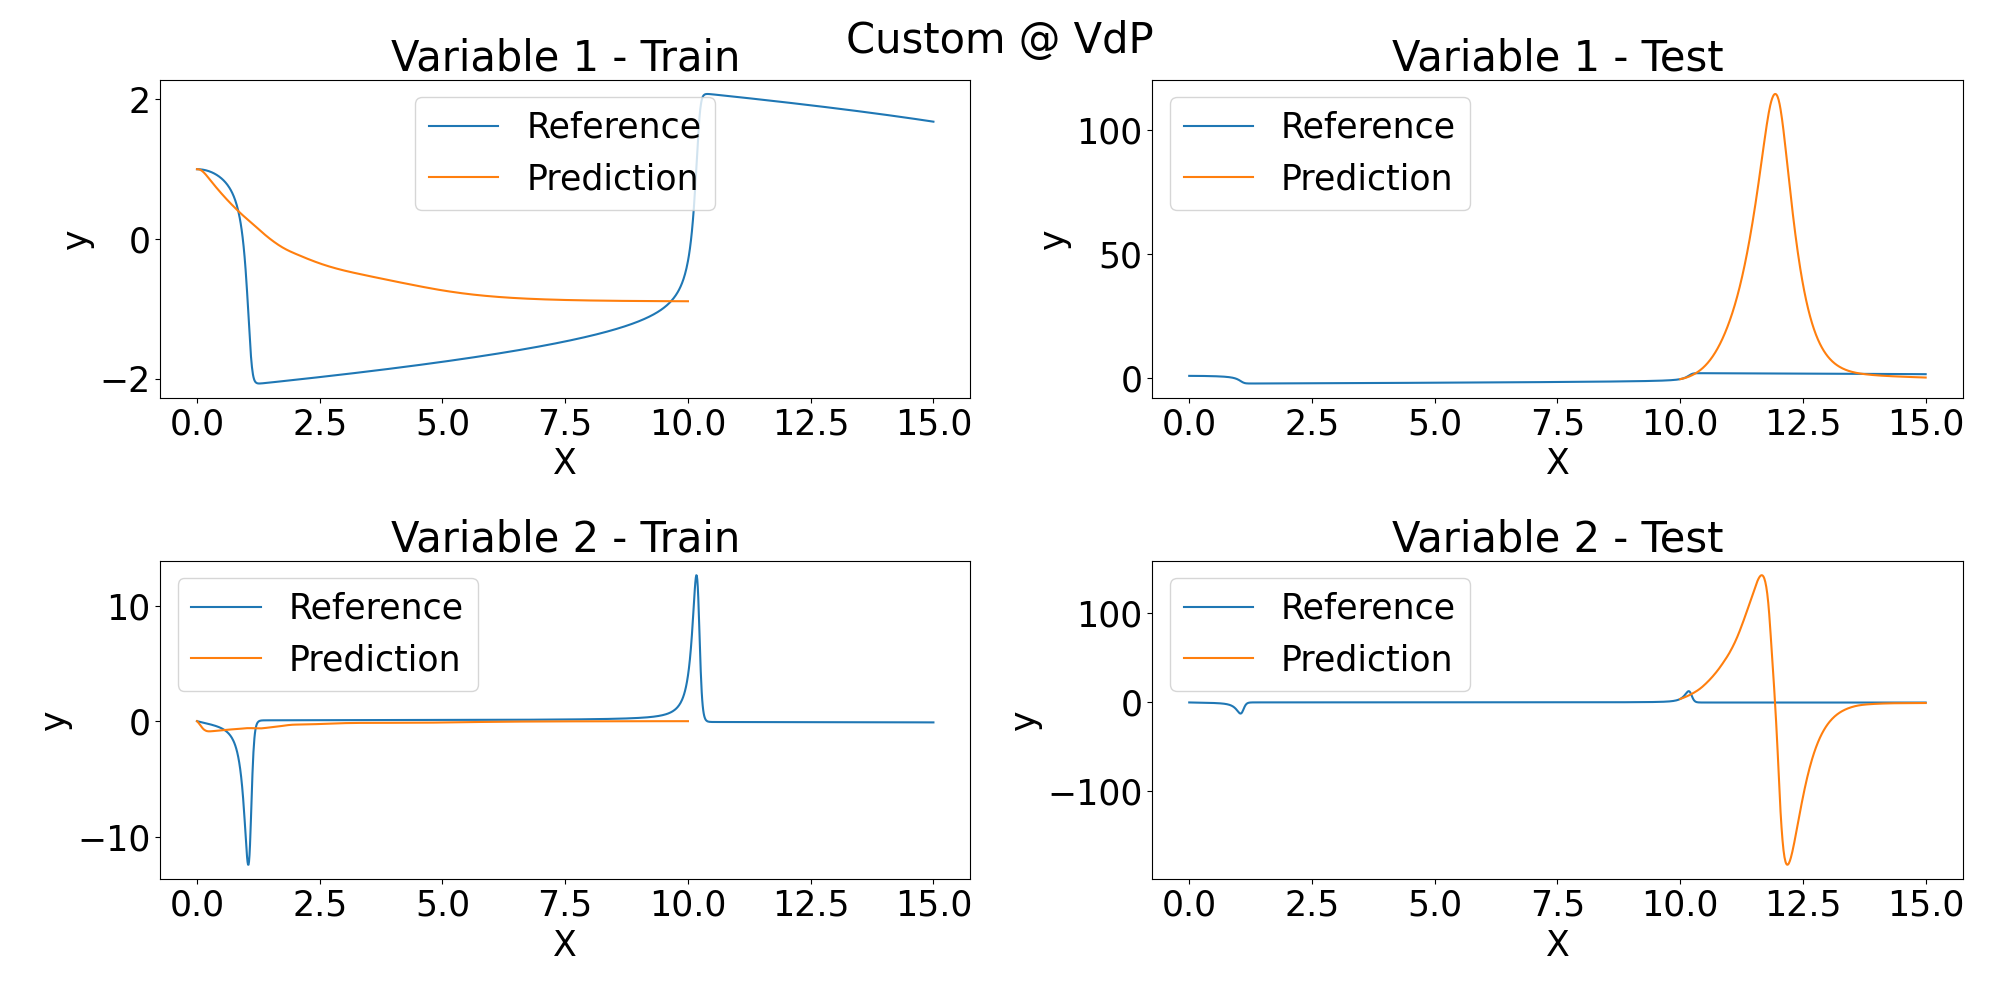 Custom @ VdP
Variable 1 - Train
2
0
−2
y
Reference
Prediction
0.0 2.5 5.0 7.5 10.0 12.5 15.0
X
Variable 1 - Test
100
50
0
y
Reference
Prediction
0.0 2.5 5.0 7.5 10.0 12.5 15.0
X
Variable 2 - Train
10
0
−10
y
Reference
Prediction
0.0 2.5 5.0 7.5 10.0 12.5 15.0
X
Variable 2 - Test
100
0
−100
y
Reference
Prediction
0.0 2.5 5.0 7.5 10.0 12.5 15.0
X